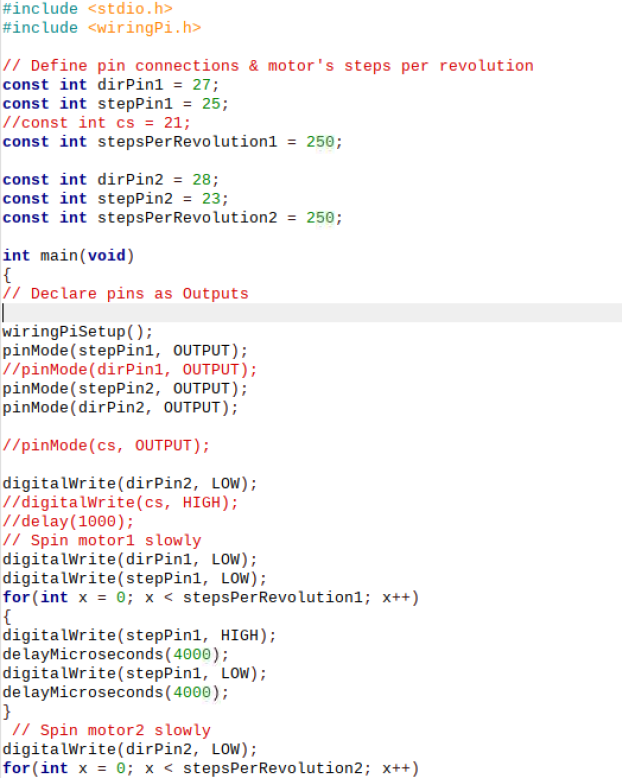 #include <stdio.h>
#include <wiringPi.h>
// Define pin connections & motor's steps per revolution
const int dirPin1 = 27;
const int stepPin1 = 25;
//const int cs = 21;
const int stepsPerRevolution1 = 250;
const int dirPin2 = 28;
const int stepPin2 = 23;
const int stepsPerRevolution2 = 250;
int main(void)
{
// Declare pins as Outputs
wiringPiSetup();
pinMode(stepPin1, OUTPUT);
//pinMode(dirPin1, OUTPUT);
pinMode(stepPin2, OUTPUT);
pinMode(dirPin2, OUTPUT);
//pinMode(cs, OUTPUT);
digitalWrite(dirPin2, LOW);
//digitalWrite(cs, HIGH);
//delay(1000);
// Spin motor1 slowly
digitalWrite(dirPin1, LOW);
digitalWrite(stepPin1, LOW);
for(int x = 0; x < stepsPerRevolution1; x++)
{
digitalWrite(stepPin1, HIGH);
delayMicroseconds(4000);
digitalWrite(stepPin1, LOW);
delayMicroseconds(4000);
}
// Spin motor2 slowly
digitalWrite(dirPin2, LOW);
for(int x = 0; x < stepsPerRevolution2; x++)